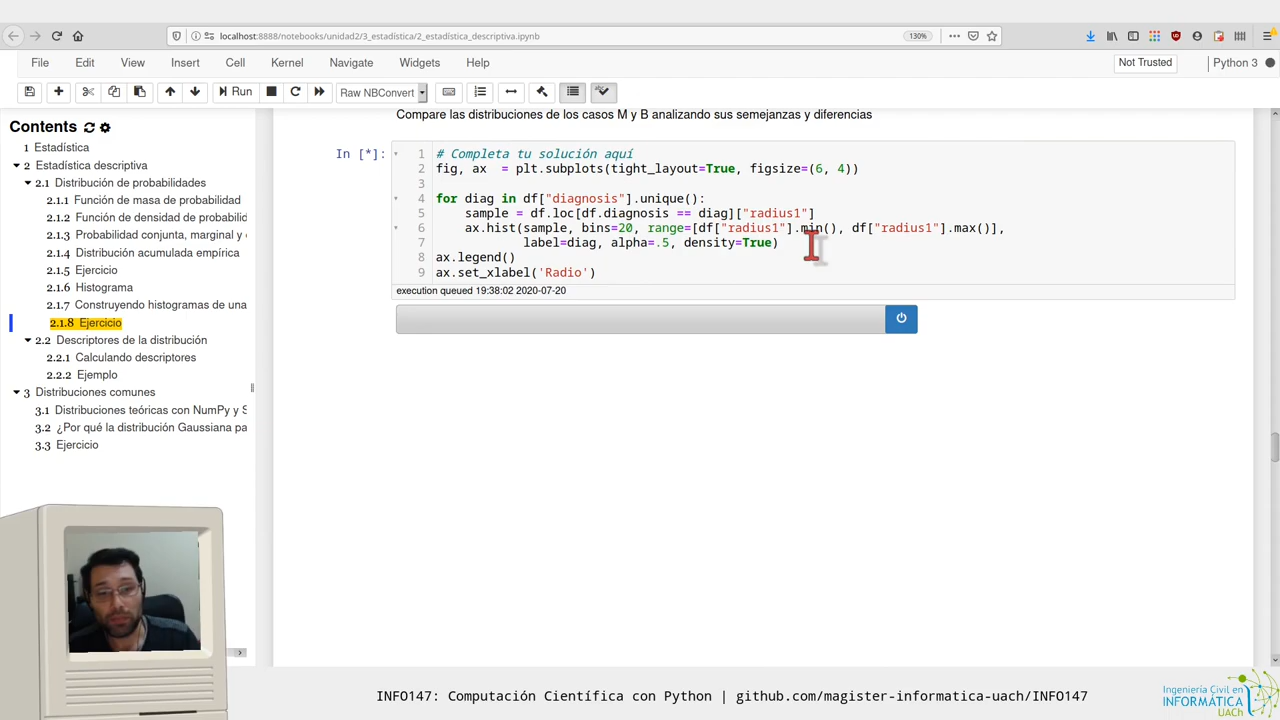 localhost:8888/notebooks/unidad2/3_estadística/2_estadística_descriptiva.ipynb
130%
File Edit View Insert Cell Kernel Navigate Widgets Help
Not Trusted
Python 3
Run
Raw NBConvert
Contents
1 Estadística
2 Estadística descriptiva
2.1 Distribución de probabilidades
2.1.1 Función de masa de probabilidad
2.1.2 Función de densidad de probabilid
2.1.3 Probabilidad conjunta, marginal y
2.1.4 Distribución acumulada empírica
2.1.5 Ejercicio
2.1.6 Histograma
2.1.7 Construyendo histogramas de una
2.1.8 Ejercicio
2.2 Descriptores de la distribución
2.2.1 Calculando descriptores
2.2.2 Ejemplo
3 Distribuciones comunes
3.1 Distribuciones teóricas con NumPy y S
3.2 ¿Por qué la distribución Gaussiana pa
3.3 Ejercicio
Compare las distribuciones de los casos M y B analizando sus semejanzas y diferencias
In [*]:
1 # Completa tu solución aquí
2 fig, ax  = plt.subplots(tight_layout=True, figsize=(6, 4))
3
4 for diag in df["diagnosis"].unique():
5     sample = df.loc[df.diagnosis == diag]["radius1"]
6     ax.hist(sample, bins=20, range=[df["radius1"].min(), df["radius1"].max()],
7             label=diag, alpha=.5, density=True)
8 ax.legend()
9 ax.set_xlabel('Radio')
execution queued 19:38:02 2020-07-20
INFO147: Computación Científica con Python | github.com/magister-informatica-uach/INFO147
Ingeniería Civil en
INFORMÁTICA
UACh